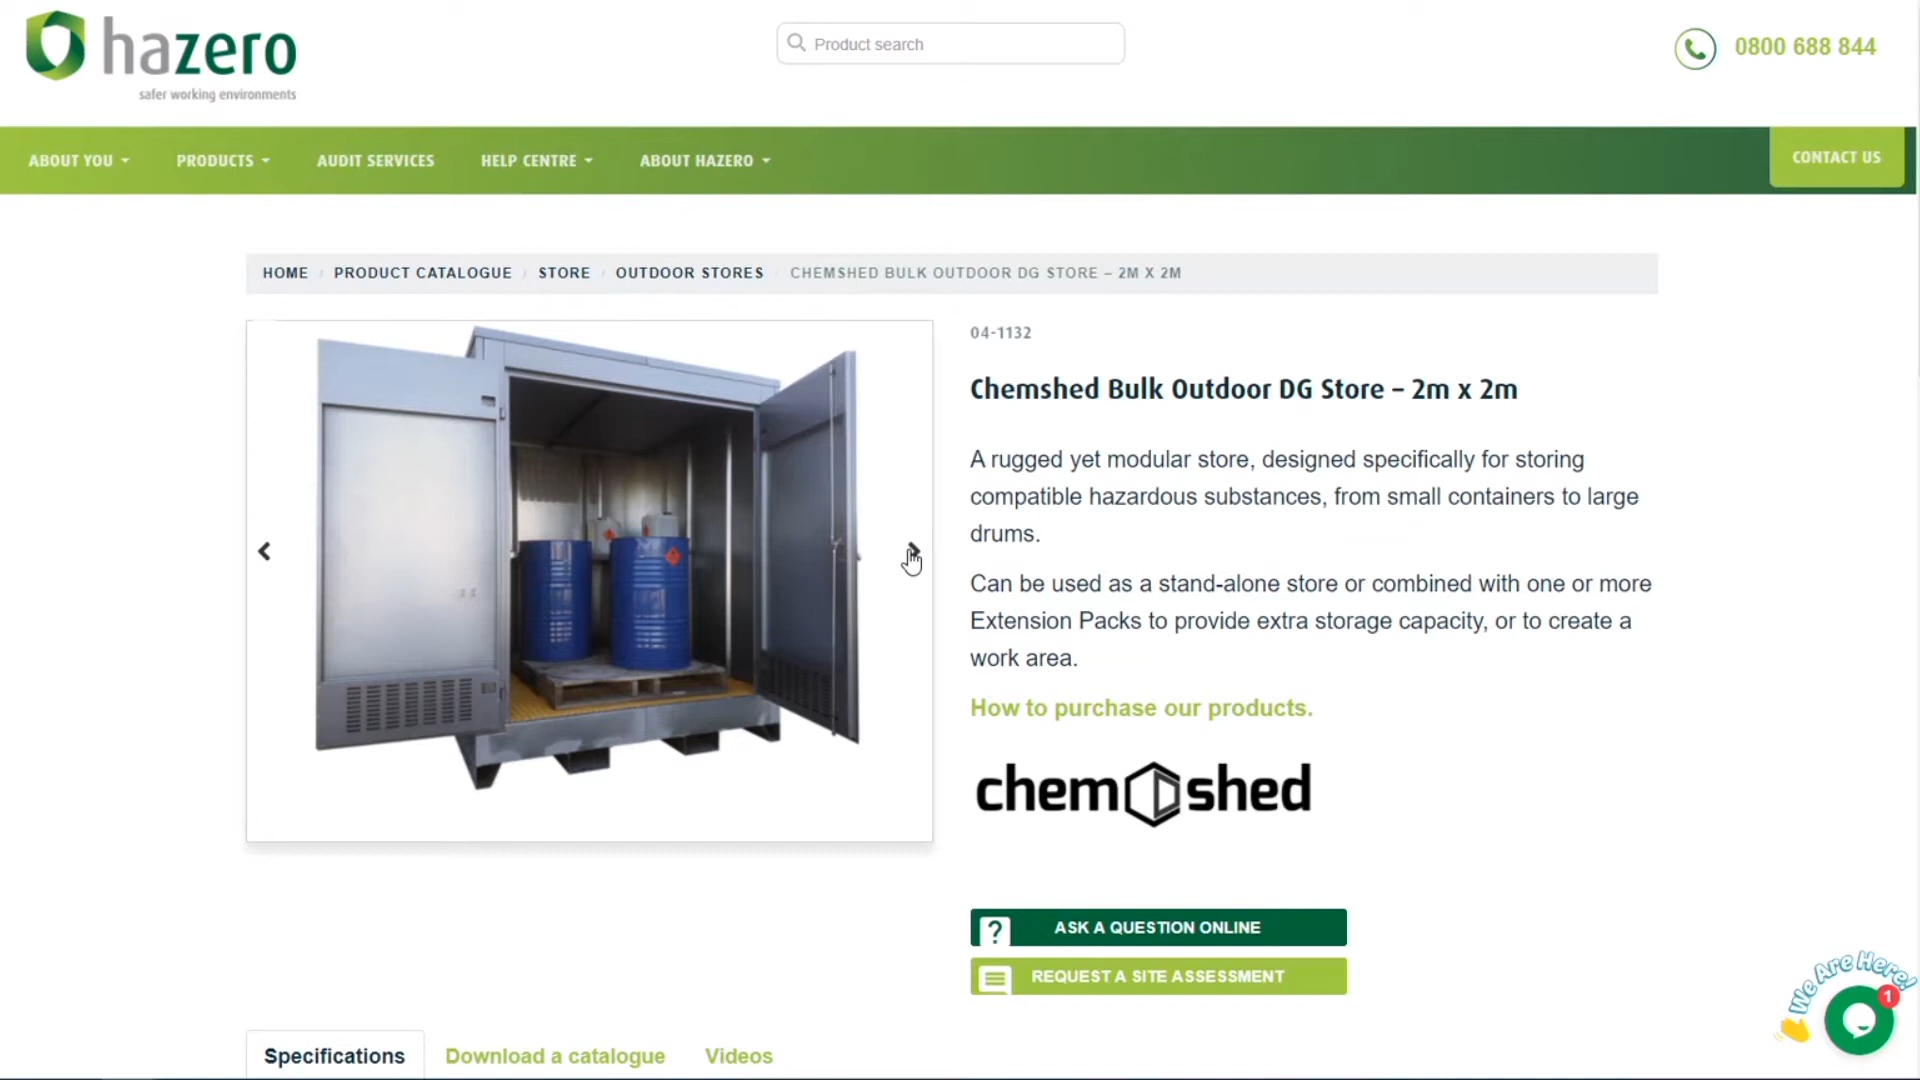 hazero
safer working environments
Product search
0800 688 844
ABOUT YOU
PRODUCTS
AUDIT SERVICES
HELP CENTRE
ABOUT HAZERO
CONTACT US
HOME / PRODUCT CATALOGUE / STORE / OUTDOOR STORES / CHEMSHED BULK OUTDOOR DG STORE – 2M X 2M
04-1132
Chemshed Bulk Outdoor DG Store – 2m x 2m
A rugged yet modular store, designed specifically for storing
compatible hazardous substances, from small containers to large
drums.
Can be used as a stand-alone store or combined with one or more
Extension Packs to provide extra storage capacity, or to create a
work area.
How to purchase our products.
chemshed
? ASK A QUESTION ONLINE
REQUEST A SITE ASSESSMENT
We Are Here!
1
Specifications
Download a catalogue
Videos